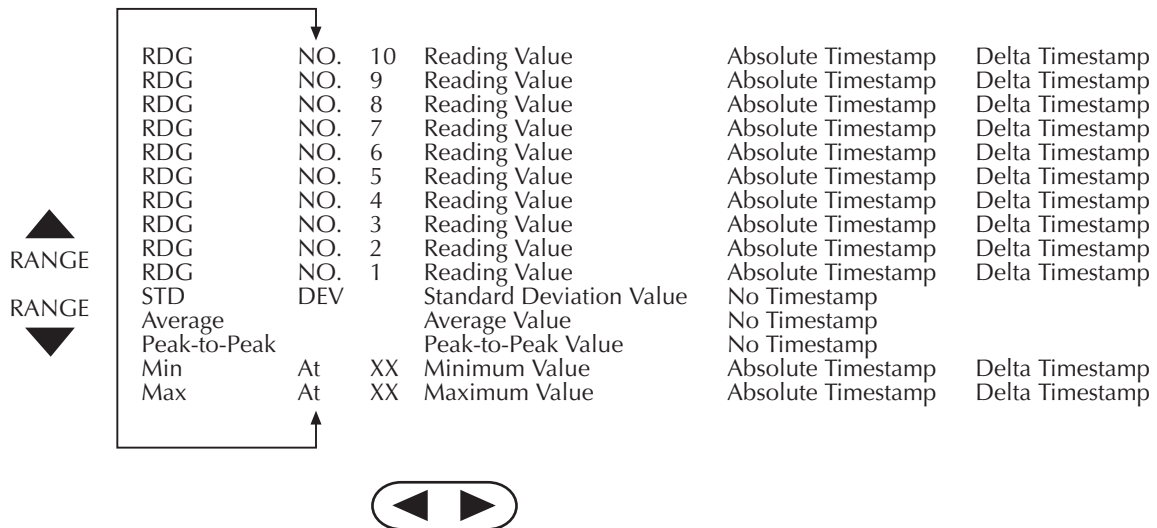 RDG NO. 10 Reading Value Absolute Timestamp Delta Timestamp
RDG NO. 9 Reading Value Absolute Timestamp Delta Timestamp
RDG NO. 8 Reading Value Absolute Timestamp Delta Timestamp
RDG NO. 7 Reading Value Absolute Timestamp Delta Timestamp
RDG NO. 6 Reading Value Absolute Timestamp Delta Timestamp
RDG NO. 5 Reading Value Absolute Timestamp Delta Timestamp
RDG NO. 4 Reading Value Absolute Timestamp Delta Timestamp
RDG NO. 3 Reading Value Absolute Timestamp Delta Timestamp
RDG NO. 2 Reading Value Absolute Timestamp Delta Timestamp
RDG NO. 1 Reading Value Absolute Timestamp Delta Timestamp
STD DEV Standard Deviation Value No Timestamp
Average Average Value No Timestamp
Peak-to-Peak Peak-to-Peak Value No Timestamp
Min At XX Minimum Value Absolute Timestamp Delta Timestamp
Max At XX Maximum Value Absolute Timestamp Delta Timestamp
RANGE
RANGE